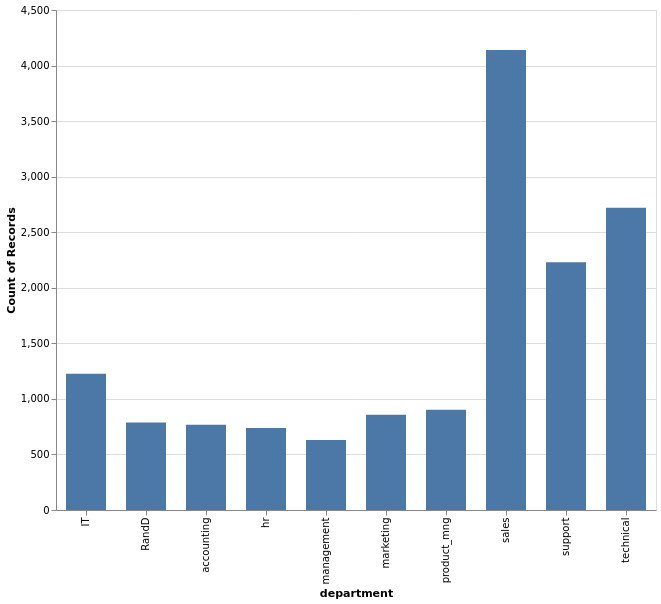 4,500
4,000
3,500
3,000
2,500
2,000
1,500
1,000
500
0
Count of Records
IT
RandD
accounting
hr
management
marketing
product_mng
sales
support
technical
department